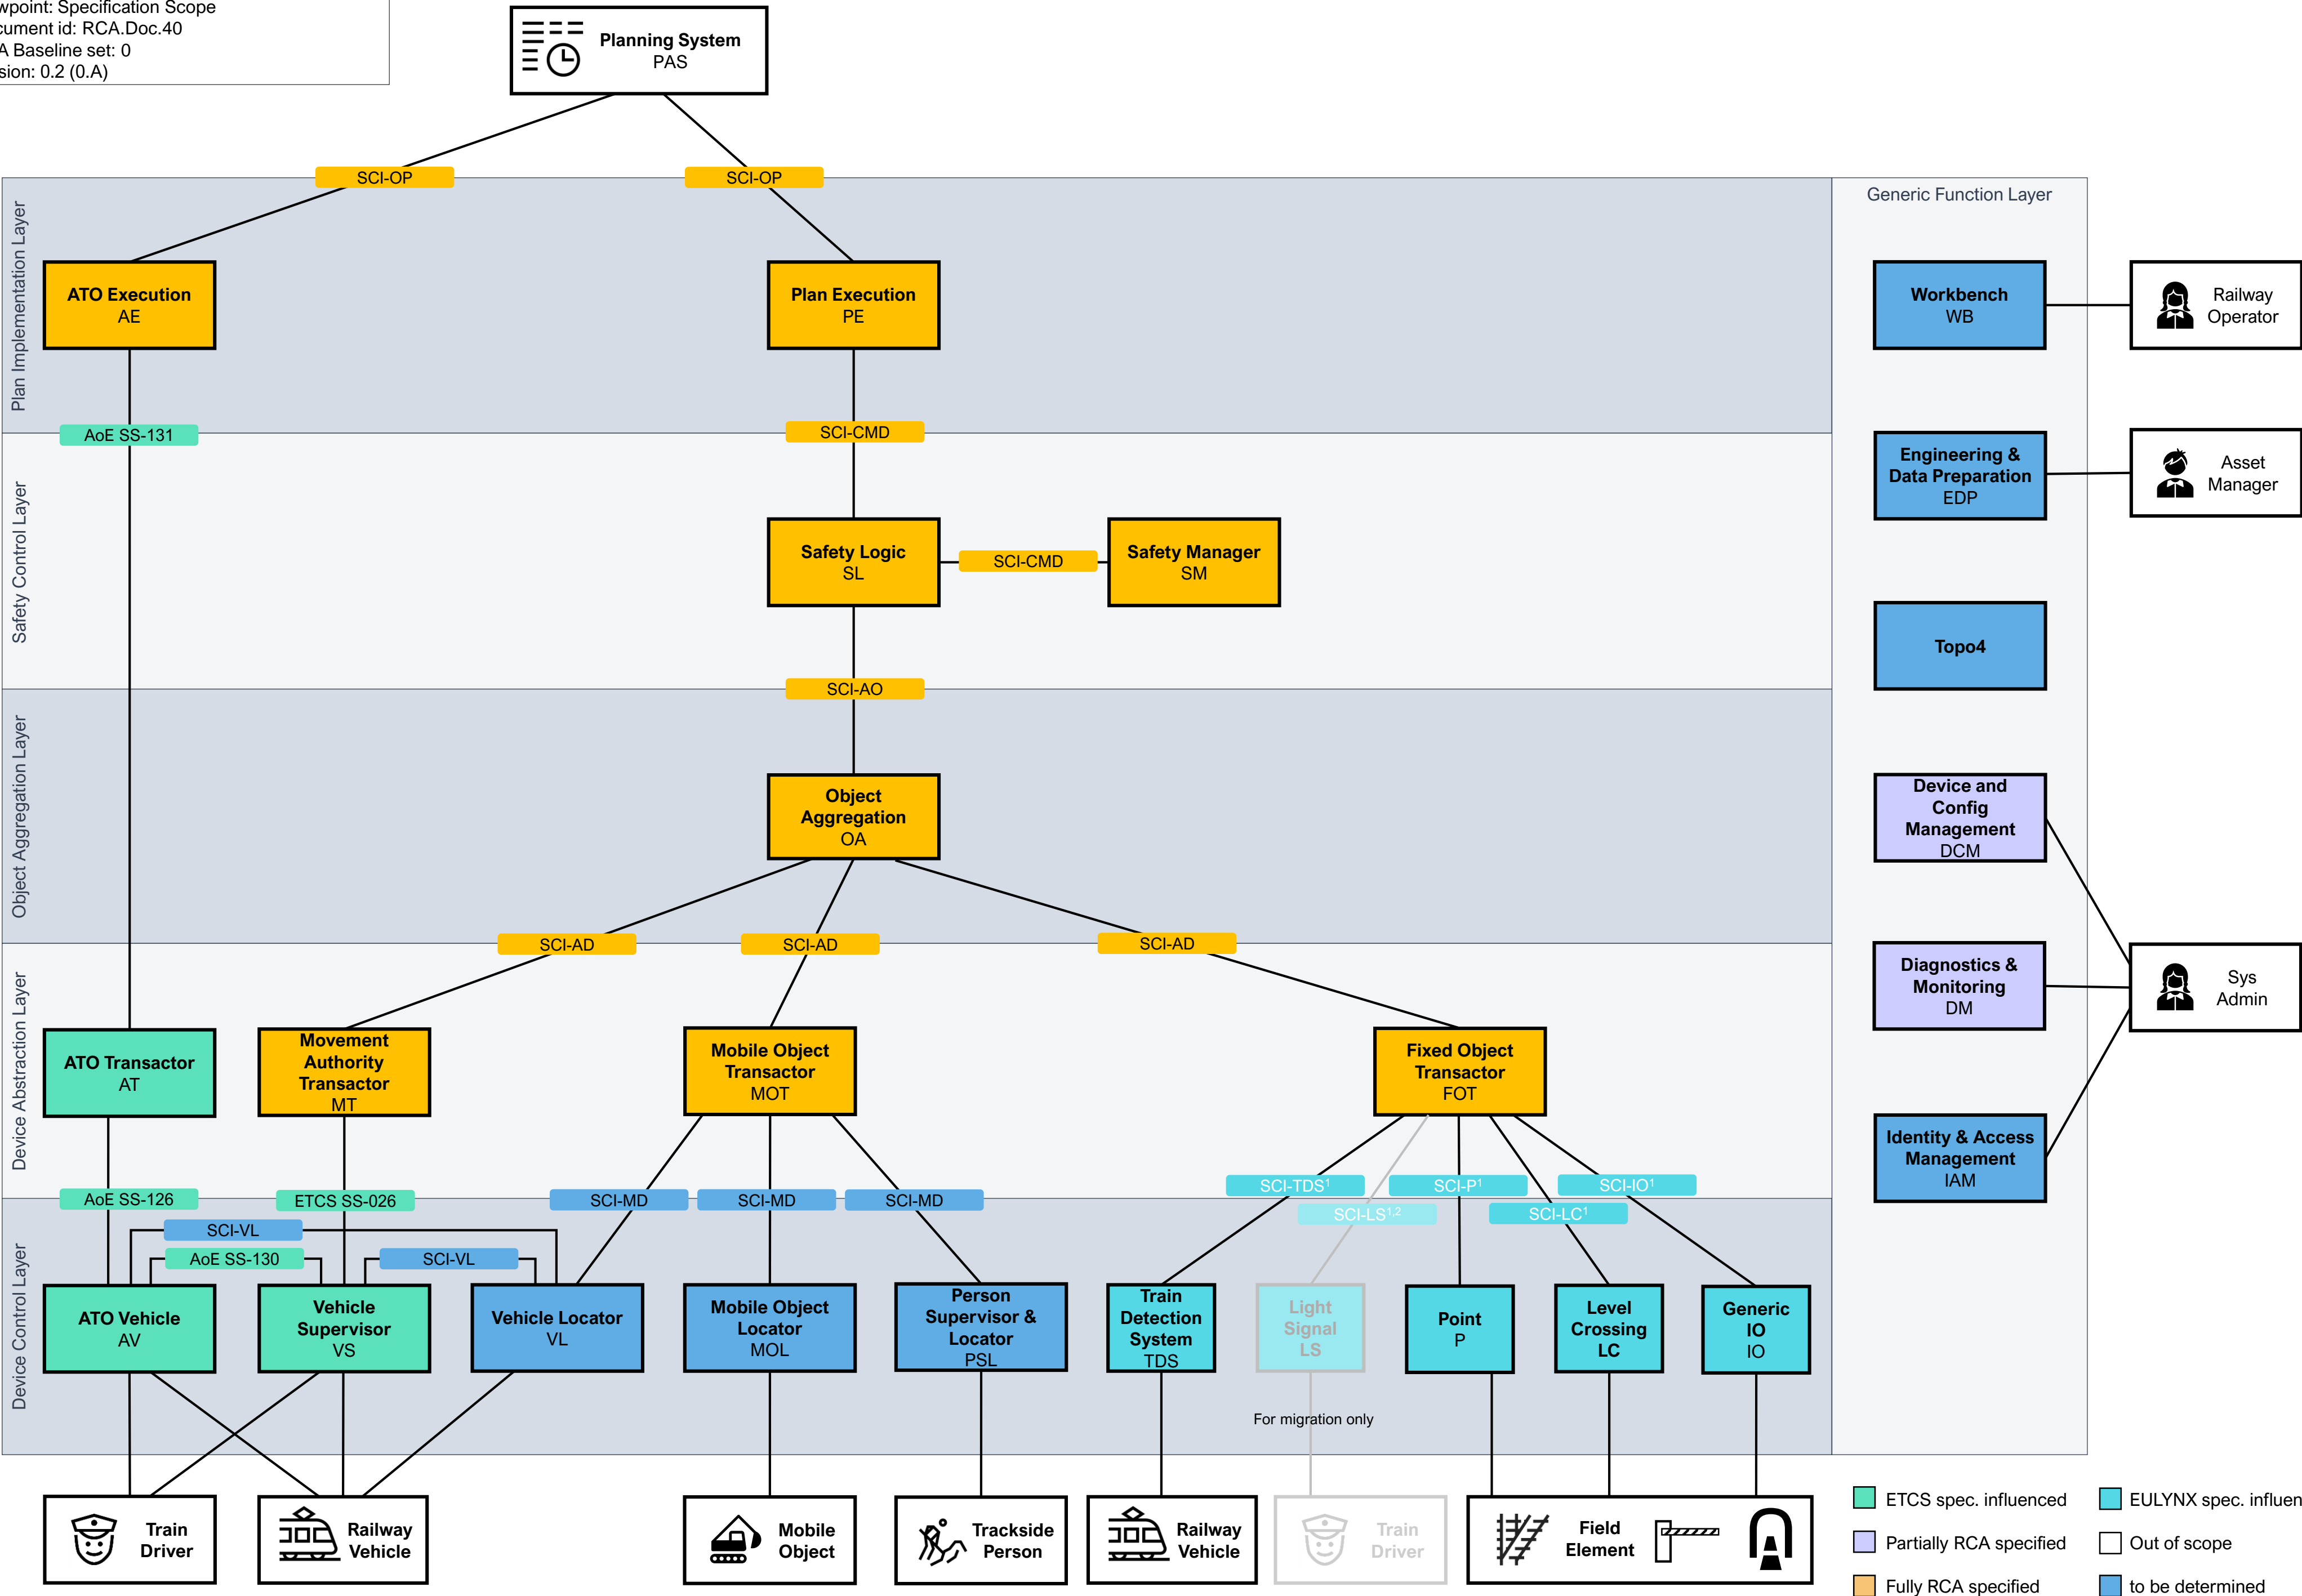 wpoint: Specification Scope
cument id: RCA.Doc.40
A Baseline set: 0
sion: 0.2 (0.A)
Planning System
PAS
SCI-OP
SCI-OP
Plan Implementation Layer
Generic Function Layer
ATO Execution
AE
Plan Execution
PE
Workbench
WB
Railway
Operator
AoE SS-131
SCI-CMD
Safety Control Layer
Engineering &
Data Preparation
EDP
Asset
Manager
Safety Logic
SL
SCI-CMD
Safety Manager
SM
Topo4
SCI-AO
Object Aggregation Layer
Object
Aggregation
OA
Device and
Config
Management
DCM
SCI-AD
SCI-AD
SCI-AD
Device Abstraction Layer
Diagnostics &
Monitoring
DM
Sys
Admin
ATO Transactor
AT
Movement
Authority
Transactor
MT
Mobile Object
Transactor
MOT
Fixed Object
Transactor
FOT
Identity & Access
Management
IAM
AoE SS-126
ETCS SS-026
SCI-MD
SCI-MD
SCI-MD
SCI-TDS¹
SCI-P¹
SCI-IO¹
SCI-LS¹,²
SCI-LC¹
SCI-VL
AoE SS-130
SCI-VL
Device Control Layer
ATO Vehicle
AV
Vehicle
Supervisor
VS
Vehicle Locator
VL
Mobile Object
Locator
MOL
Person
Supervisor &
Locator
PSL
Train
Detection
System
TDS
Light
Signal
LS
Point
P
Level
Crossing
LC
Generic
IO
IO
For migration only
Train
Driver
Railway
Vehicle
Mobile
Object
Trackside
Person
Railway
Vehicle
Train
Driver
Field
Element
ETCS spec. influenced
EULYNX spec. influen
Partially RCA specified
Out of scope
Fully RCA specified
to be determined